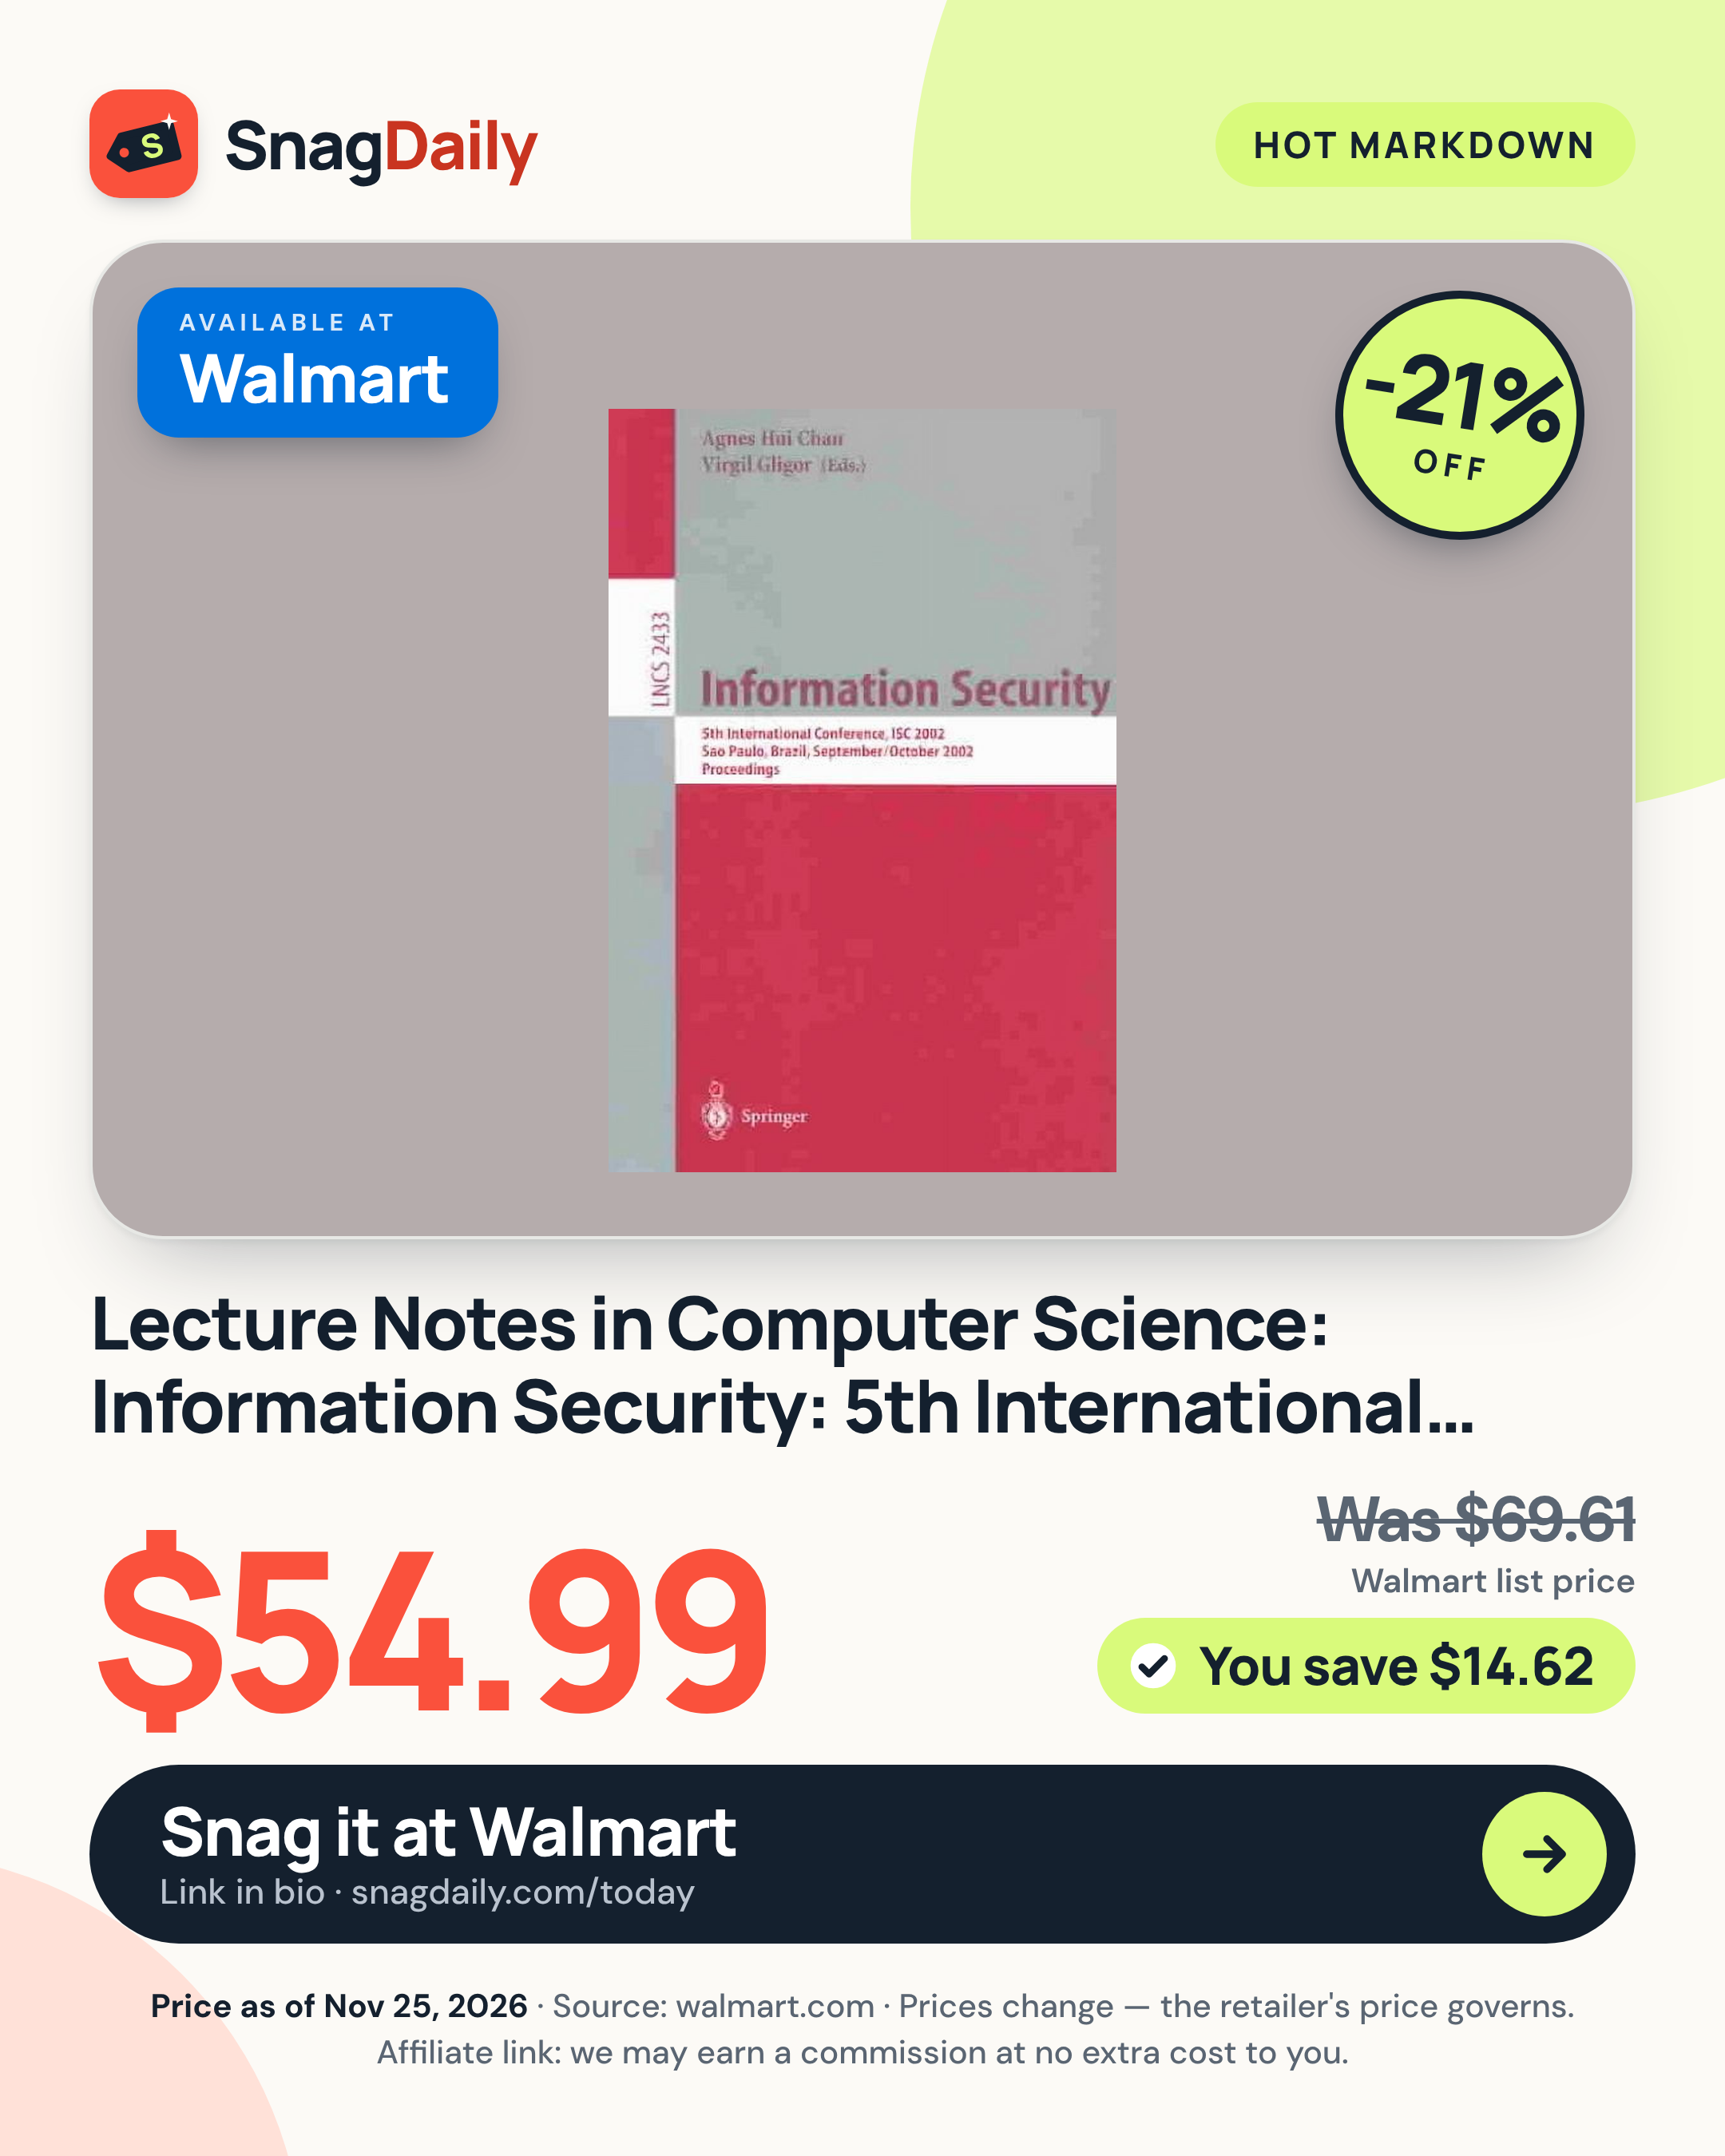 SnagDaily
HOT MARKDOWN
AVAILABLE AT
Walmart
-21%
OFF
Agnes Hui Chan
Virgil Gligor (Eds.)
LNCS 2433
Information Security
5th International Conference, ISC 2002
Sao Paulo, Brazil, September/October 2002
Proceedings
Springer
Lecture Notes in Computer Science:
Information Security: 5th International...
$54.99
Was $69.61
Walmart list price
You save $14.62
Snag it at Walmart
Link in bio · snagdaily.com/today
Price as of Nov 25, 2026 · Source: walmart.com · Prices change — the retailer's price governs.
Affiliate link: we may earn a commission at no extra cost to you.